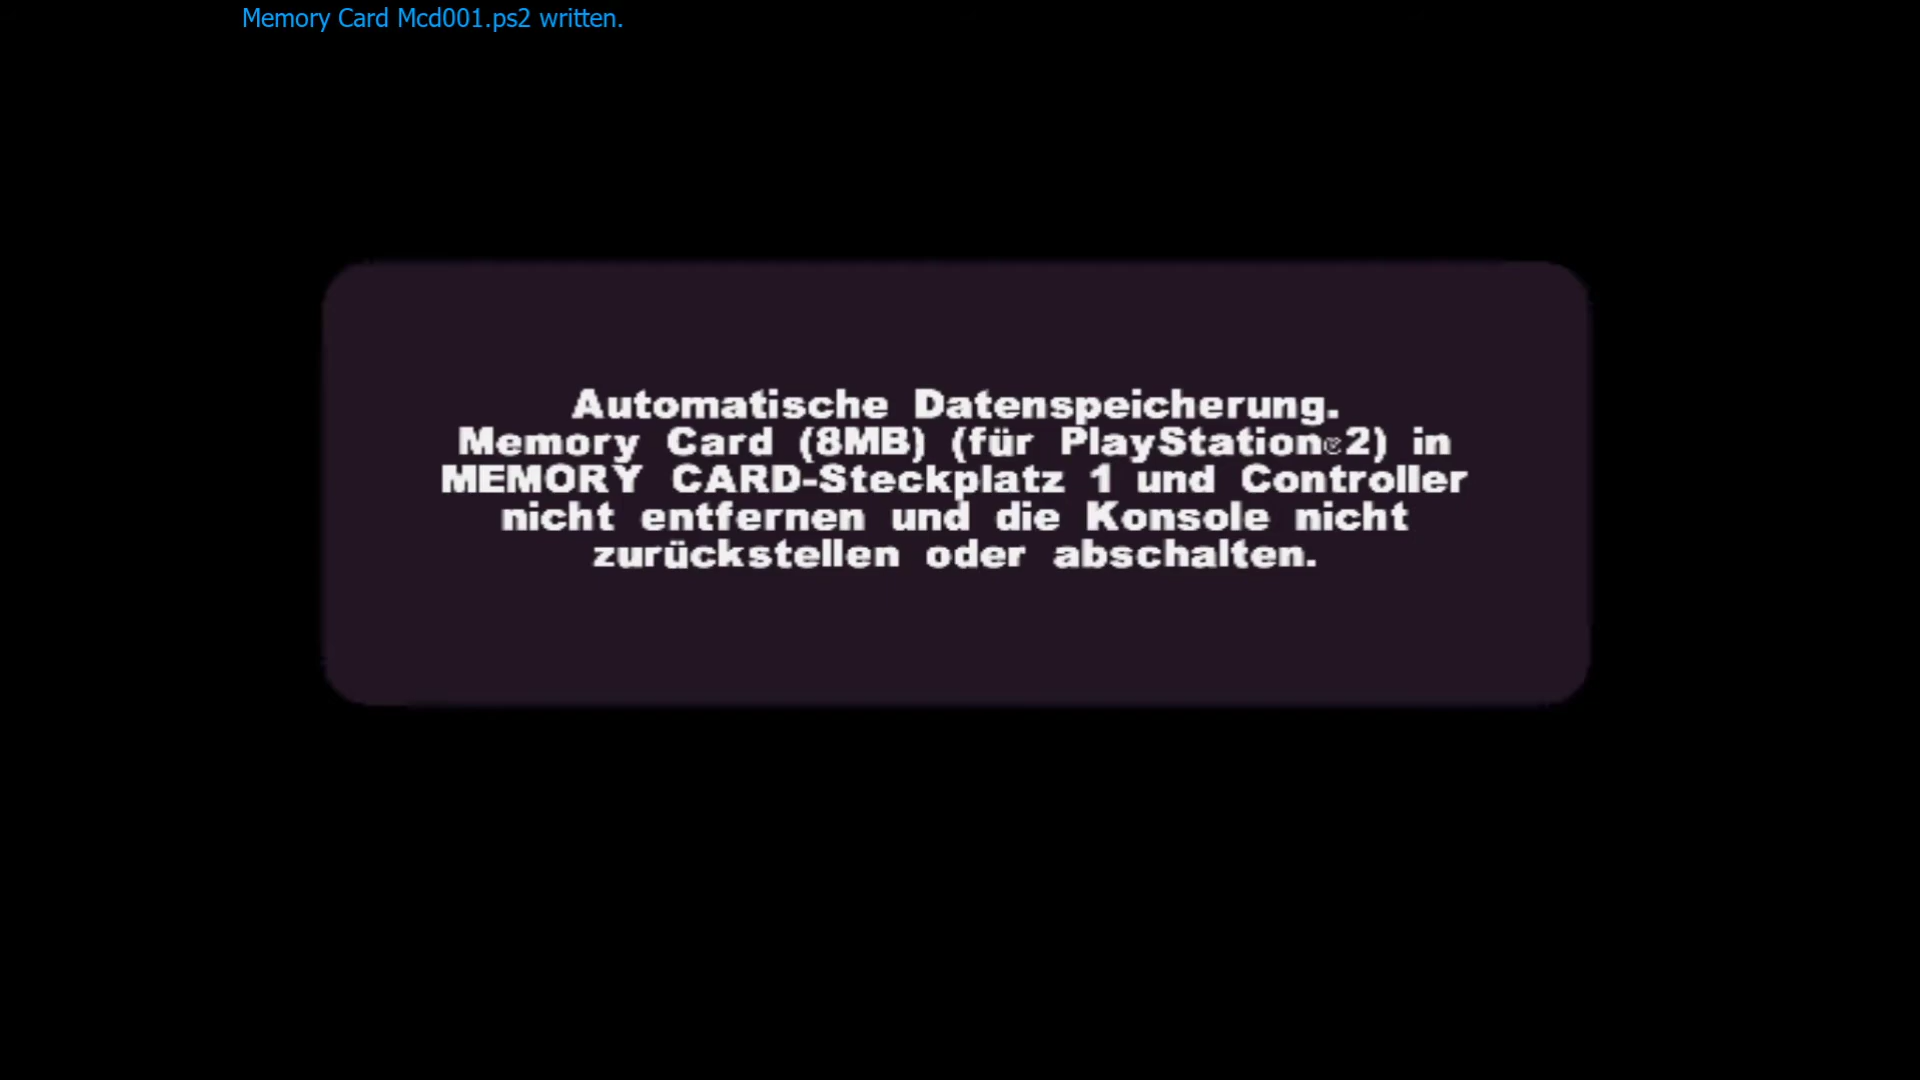 Memory Card Mcd001.ps2 written.
Automatische Datenspeicherung.
Memory Card (8MB) (für PlayStation®2) in
MEMORY CARD-Steckplatz 1 und Controller
nicht entfernen und die Konsole nicht
zurückstellen oder abschalten.